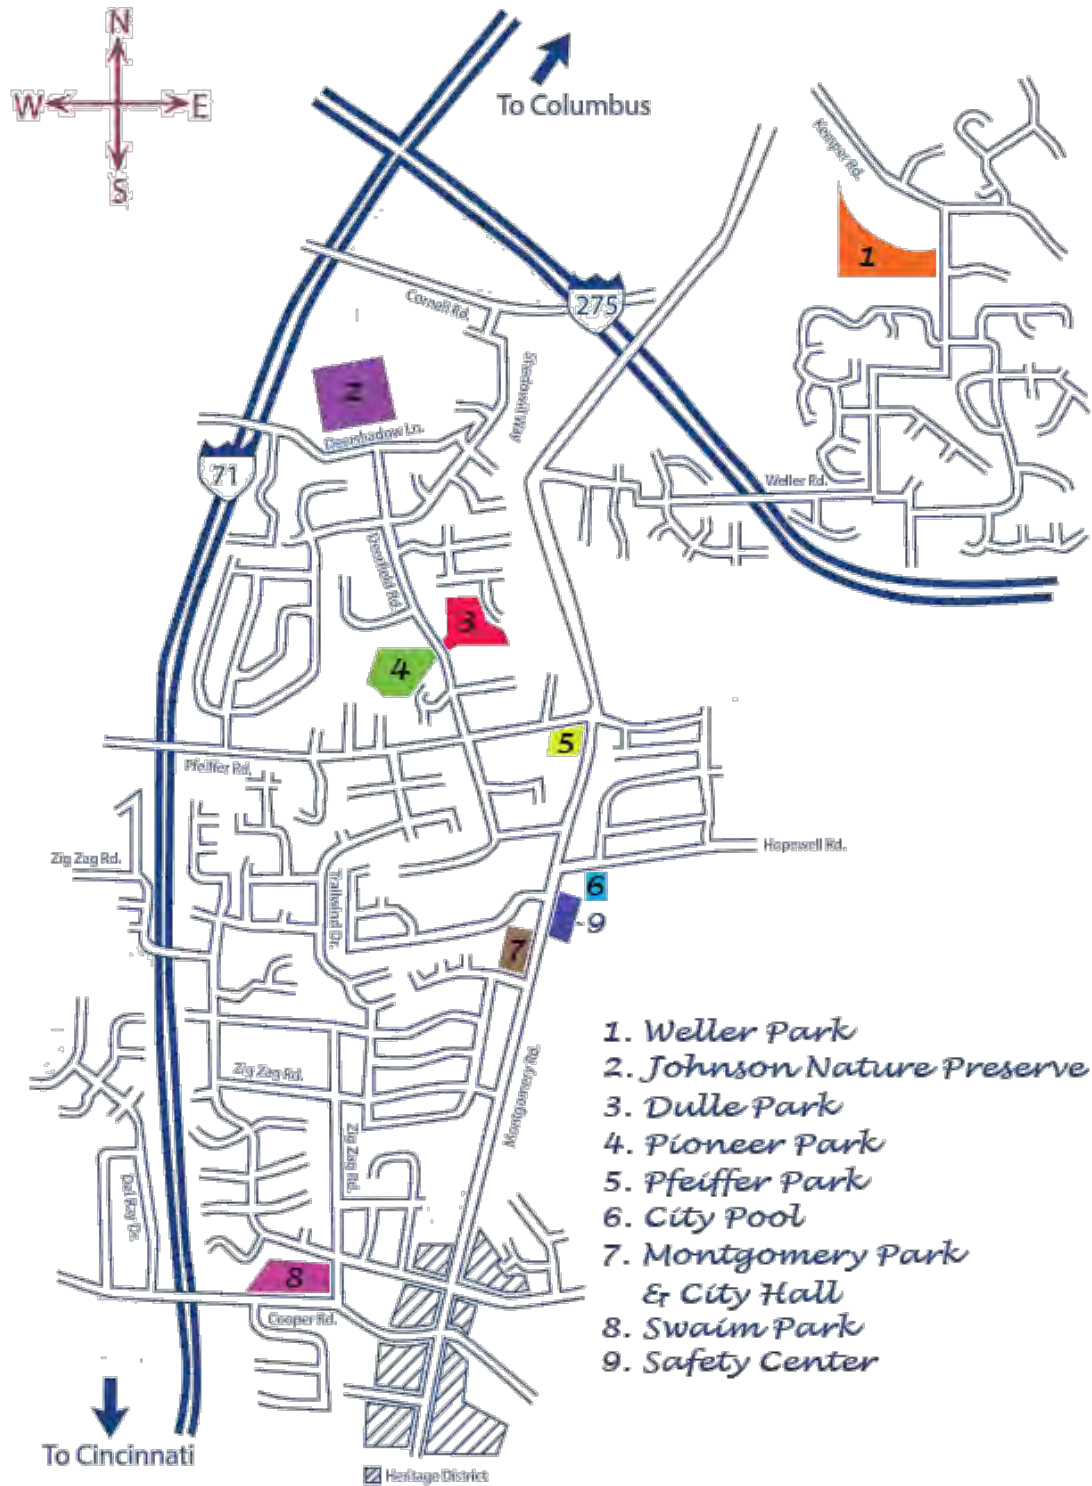 N
W E
S
To Columbus
Kemper Rd.
1
275
Cornell Rd.
Shadowhill Way
2
Deershadow Ln.
71
Weller Rd.
Deerfield Rd.
3
4
5
Pfeiffer Rd.
Hopewell Rd.
Zig Zag Rd.
6
Trailwind Dr.
9
7
1. Weller Park
2. Johnson Nature Preserve
3. Dulle Park
4. Pioneer Park
5. Pfeiffer Park
6. City Pool
7. Montgomery Park
& City Hall
8. Swaim Park
9. Safety Center
Zig Zag Rd.
Montgomery Rd.
Zig Zag Rd.
Del Ray Dr.
8
Cooper Rd.
To Cincinnati
Heritage District